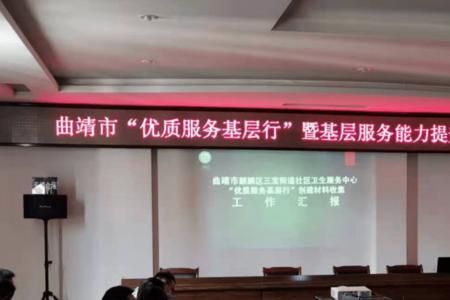 曲靖市“优质服务基层行”暨基层服务能力提
曲靖市麒麟区三宝街道社区卫生服务中心
“优质服务基层行”创建材料收集
工作汇报